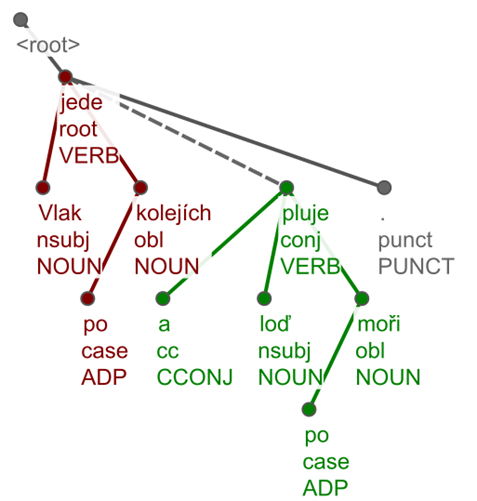 <root>
jede
root
VERB
Vlak
nsubj
NOUN
kolejích
obl
NOUN
pluje
conj
VERB
.
punct
PUNCT
po
case
ADP
a
cc
CCONJ
loď
nsubj
NOUN
moři
obl
NOUN
po
case
ADP